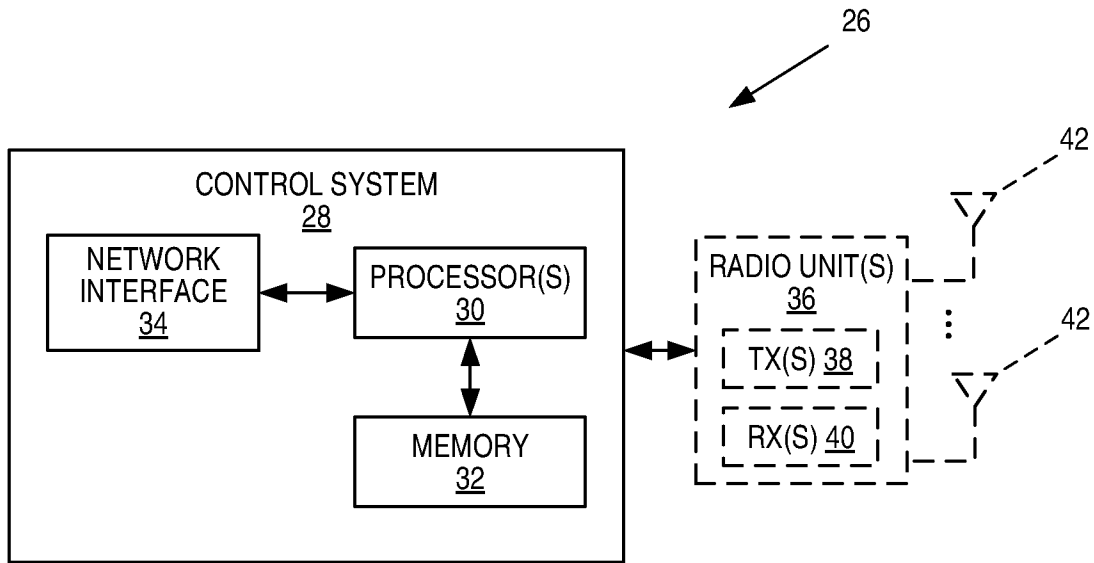 26
42
CONTROL SYSTEM
28
NETWORK
INTERFACE
34
PROCESSOR(S)
30
MEMORY
32
RADIO UNIT(S)
36
TX(S) 38
RX(S) 40
42